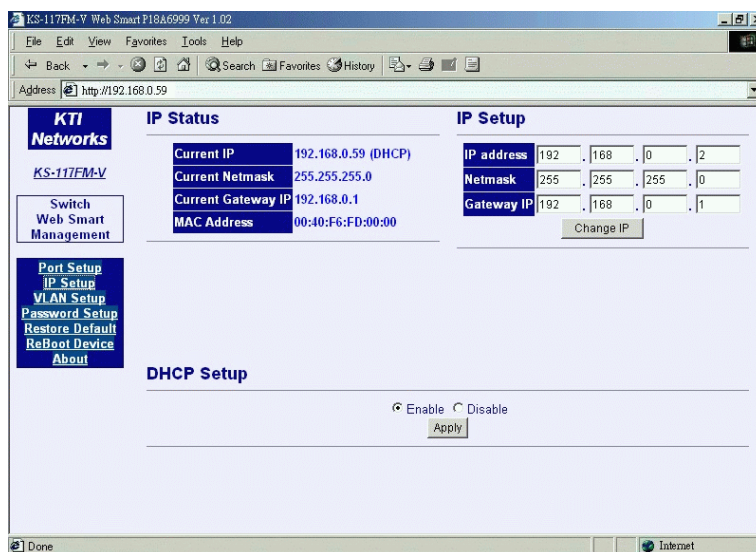 KS-117FM-V Web Smart P18A6999 Ver 1.02
File Edit View Favorites Tools Help
Back Search Favorites History
Address http://192.168.0.59
KTI
Networks
KS-117FM-V
Switch
Web Smart
Management
Port Setup
IP Setup
VLAN Setup
Password Setup
Restore Default
ReBoot Device
About
IP Status
Current IP 192.168.0.59 (DHCP)
Current Netmask 255.255.255.0
Current Gateway IP 192.168.0.1
MAC Address 00:40:F6:FD:00:00
IP Setup
IP address 192 . 168 . 0 . 2
Netmask 255 . 255 . 255 . 0
Gateway IP 192 . 168 . 0 . 1
Change IP
DHCP Setup
Enable Disable
Apply
Done Internet